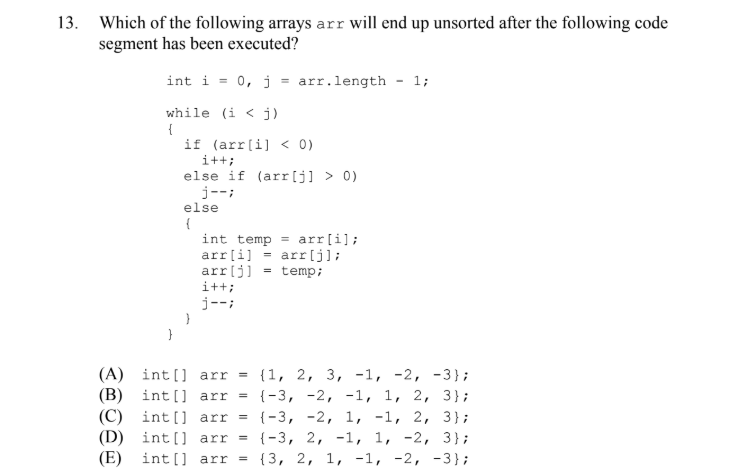 13. Which of the following arrays arr will end up unsorted after the following code
segment has been executed?
int i = 0, j = arr.length - 1;
while (i < j)
{
if (arr[i] < 0)
i++;
else if (arr[j] > 0)
j--;
else
{
int temp = arr[i];
arr[i] = arr[j];
arr[j] = temp;
i++;
j--;
}
}
(A) int[] arr = {1, 2, 3, -1, -2, -3};
(B) int[] arr = {-3, -2, -1, 1, 2, 3};
(C) int[] arr = {-3, -2, 1, -1, 2, 3};
(D) int[] arr = {-3, 2, -1, 1, -2, 3};
(E) int[] arr = {3, 2, 1, -1, -2, -3};